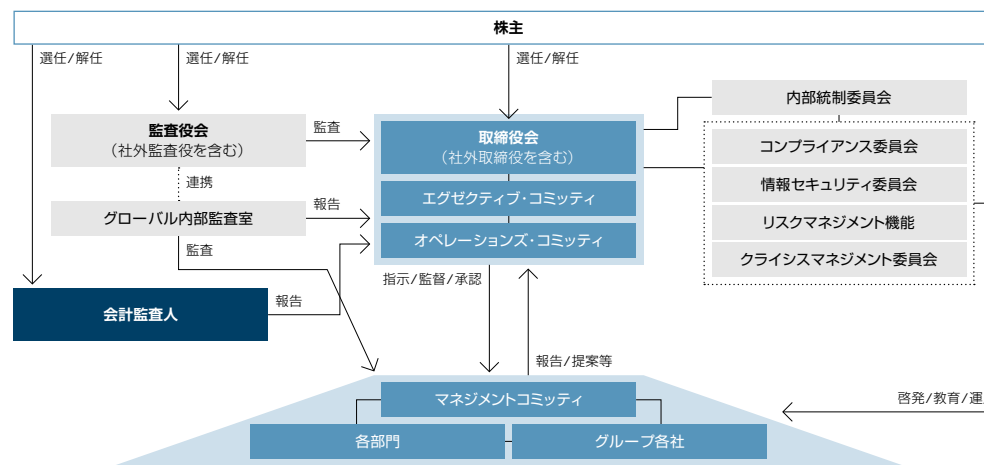 株主
選任/解任
選任/解任
選任/解任
監査役会
(社外監査役を含む)
監査
取締役会
(社外取締役を含む)
内部統制委員会
コンプライアンス委員会
情報セキュリティ委員会
リスクマネジメント機能
クライシスマネジメント委員会
連携
エグゼクティブ・コミッティ
グローバル内部監査室
報告
オペレーションズ・コミッティ
監査
指示/監督/承認
会計監査人
報告
報告/提案等
マネジメントコミッティ
啓発/教育/運
各部門
グループ各社